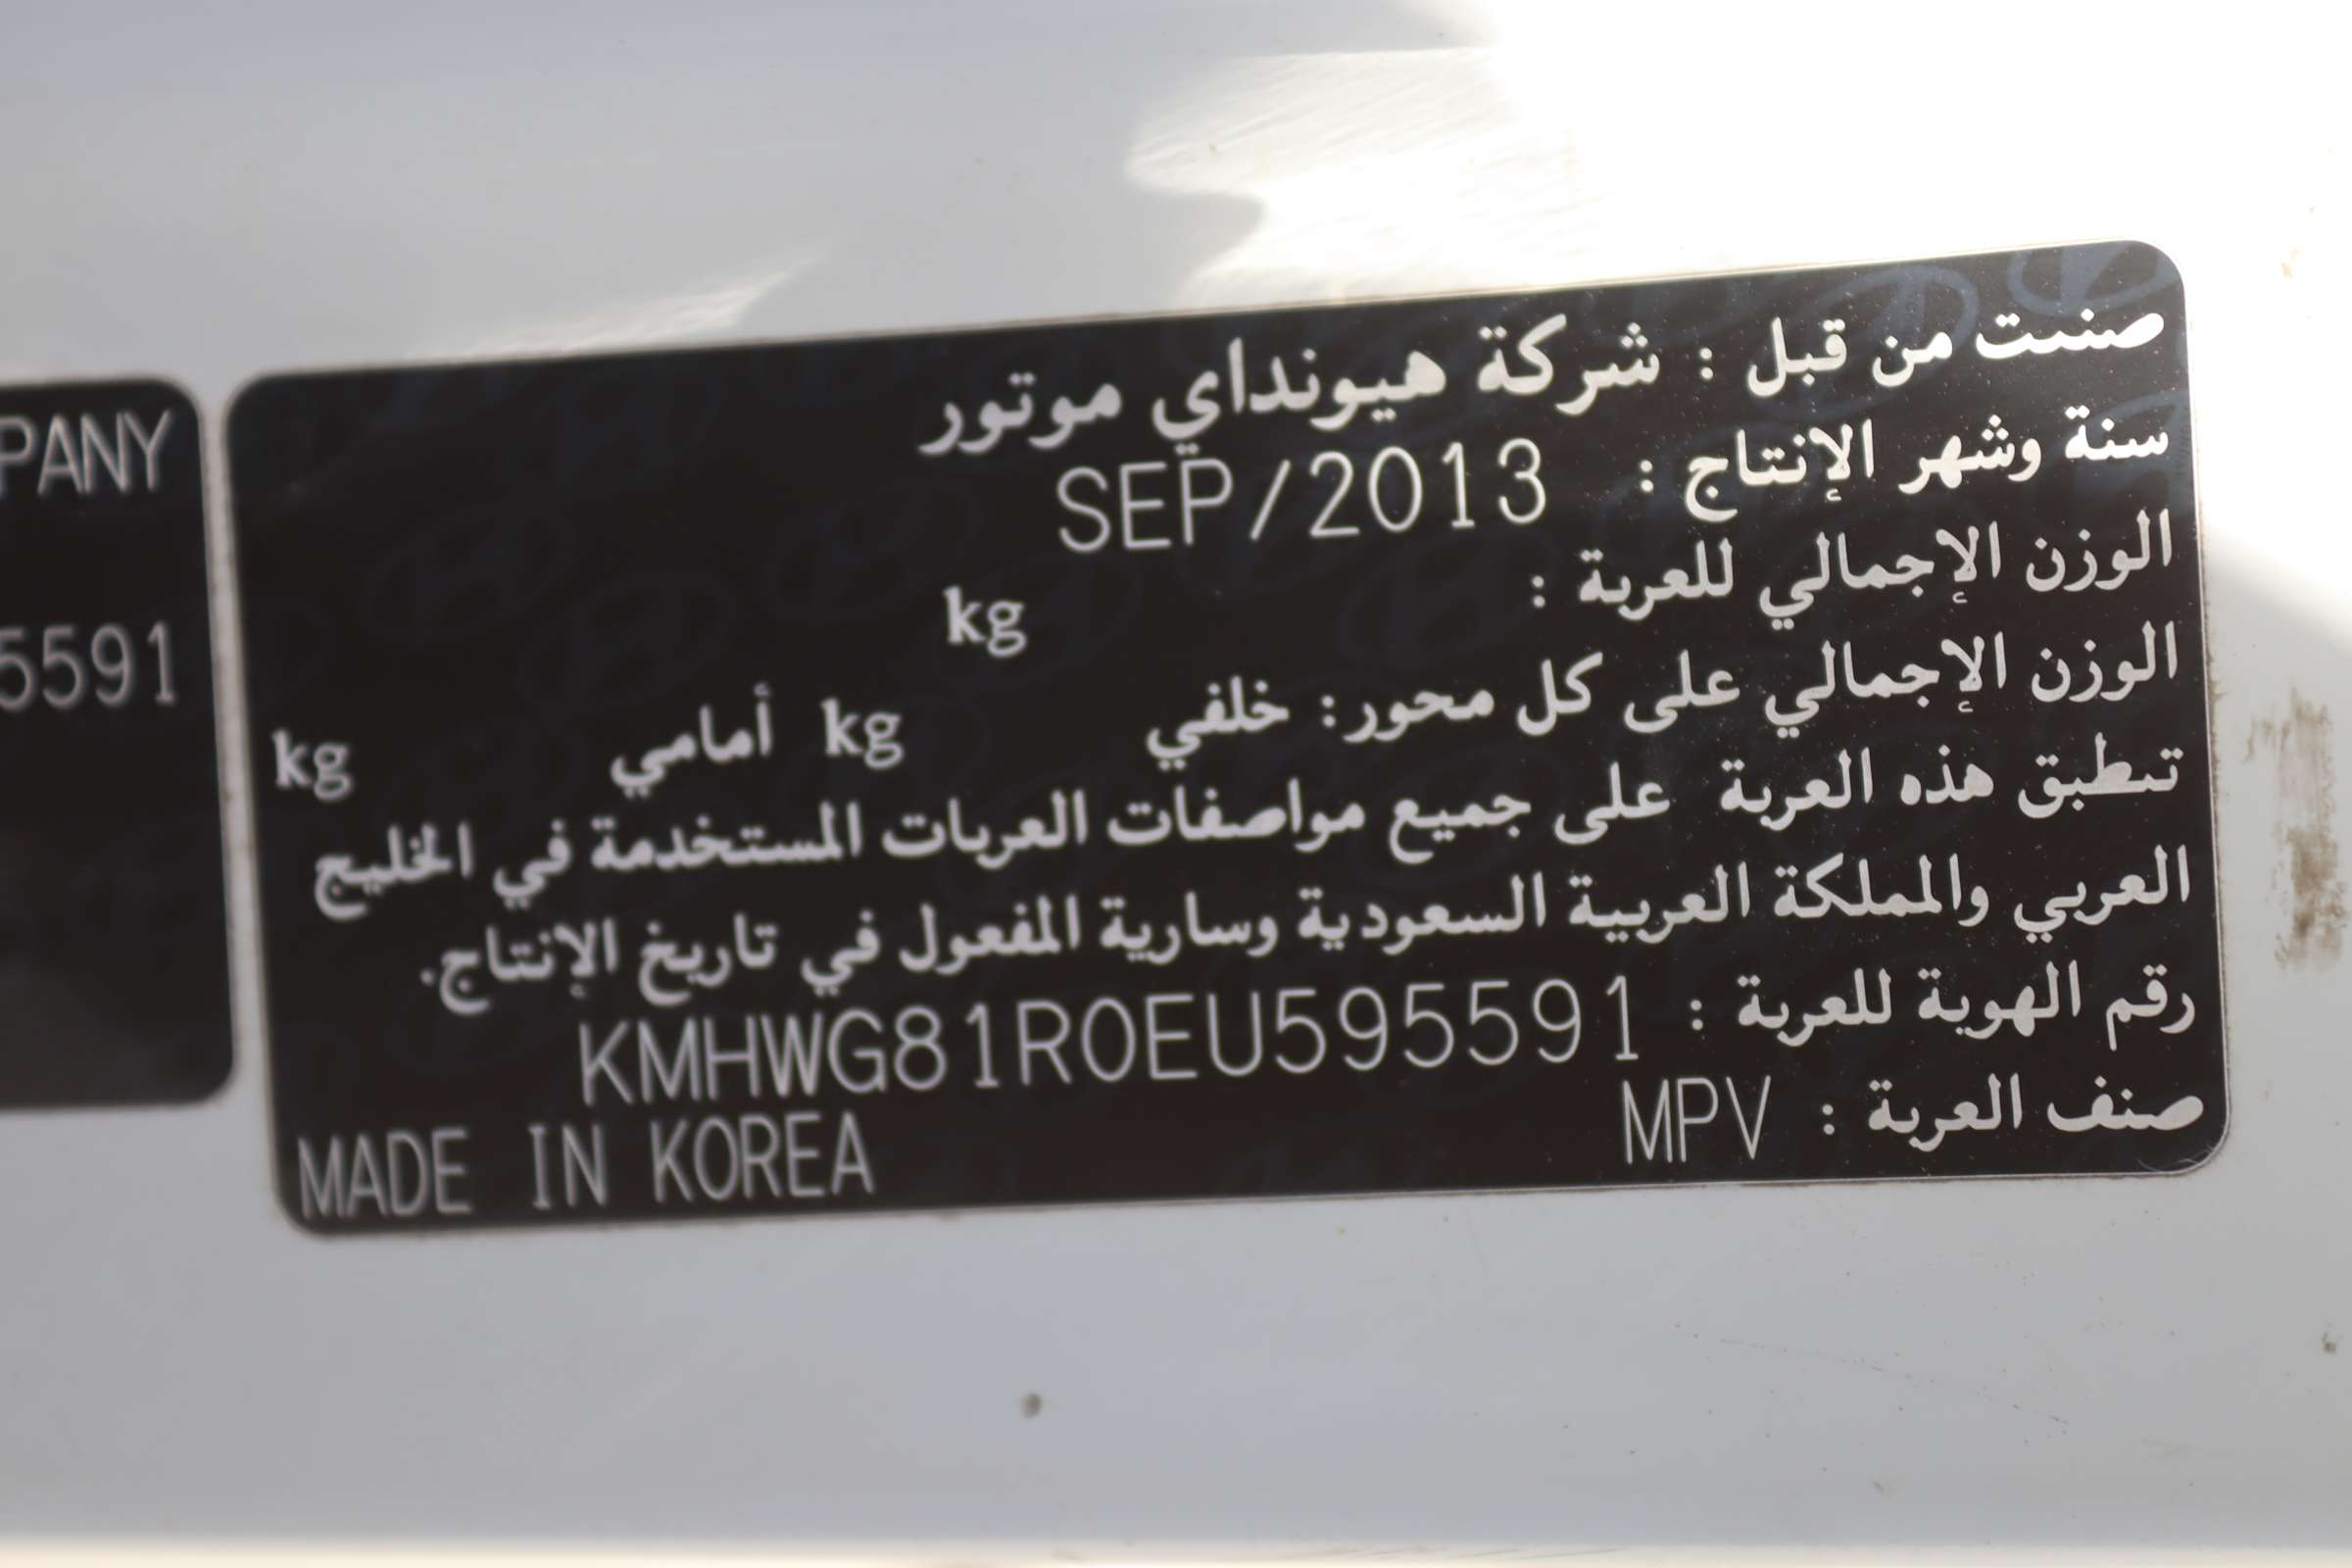 PANY
5591
صنعت من قبل : شركة هيونداي موتور
سنة وشهر الإنتاج : SEP/2013
الوزن الإجمالي للعربة : kg
الوزن الإجمالي على كل محور: خلفي kg أمامي kg
تنطبق هذه العربة على جميع مواصفات العربات المستخدمة في الخليج
العربي والمملكة العربية السعودية وسارية المفعول في تاريخ الإنتاج.
رقم الهوية للعربة : KMHWG81R0EU595591
صنف العربة : MPV
MADE IN KOREA